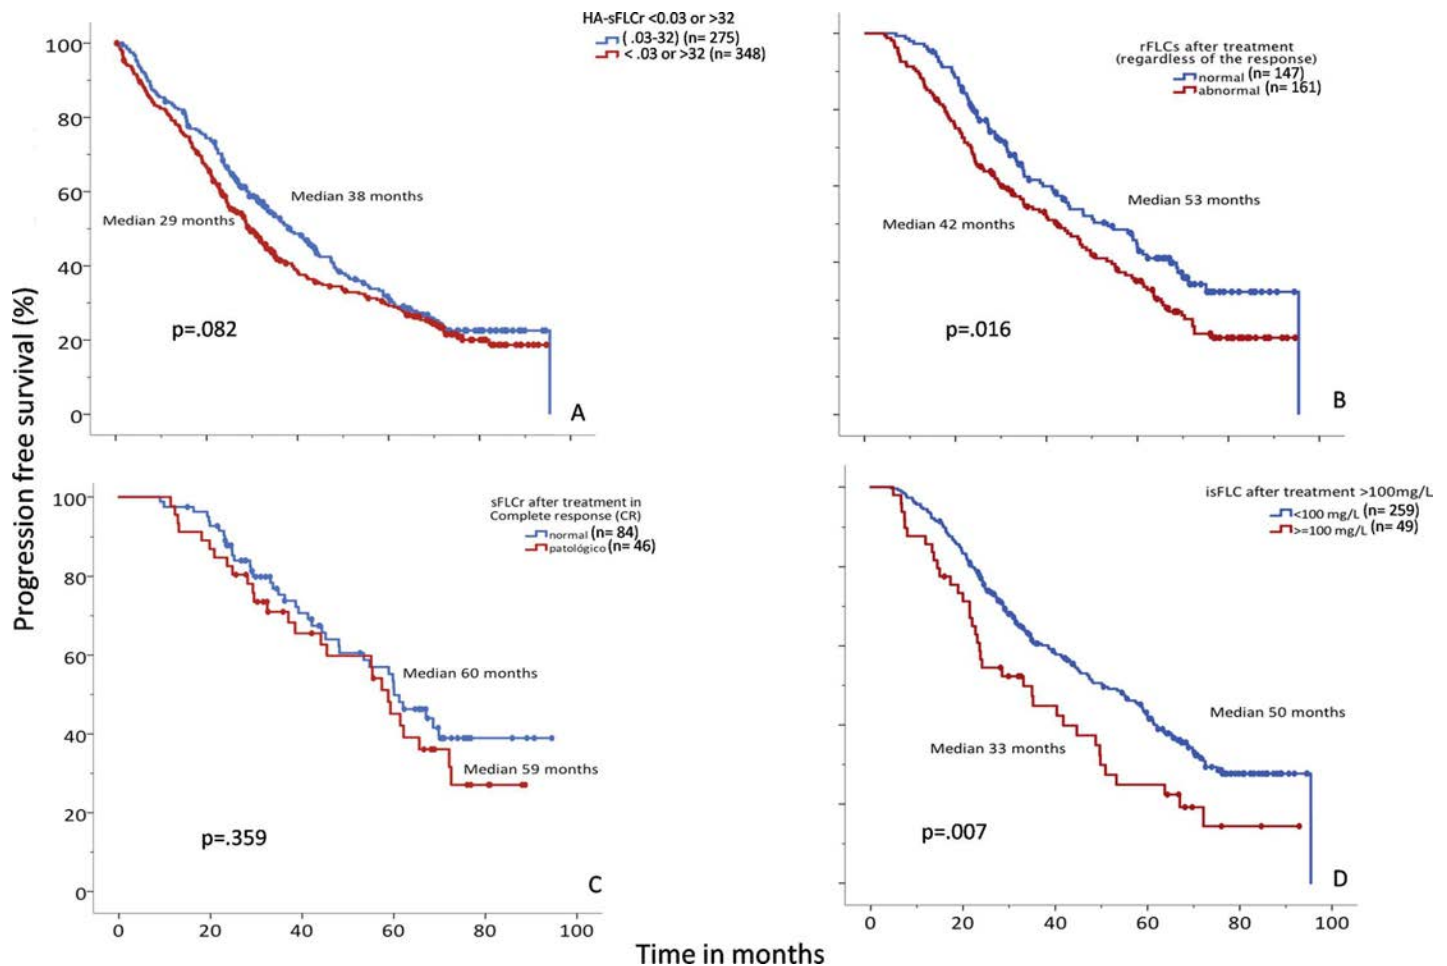 HA-sFLCr <0.03 or >32
( .03-32) (n= 275)
< .03 or >32 (n= 348)
100
80
60
40
20
0
Median 38 months
Median 29 months
p=.082
A
rFLCs after treatment
(regardless of the response)
normal (n= 147)
abnormal (n= 161)
Median 53 months
Median 42 months
p=.016
B
Progression free survival (%)
sFLCr after treatment in
Complete response (CR)
normal (n= 84)
patológico (n= 46)
100
80
60
40
20
0
Median 60 months
Median 59 months
p=.359
C
0 20 40 60 80 100
isFLC after treatment >100mg/L
<100 mg/L (n= 259)
>=100 mg/L (n= 49)
Median 50 months
Median 33 months
p=.007
D
0 20 40 60 80 100
Time in months